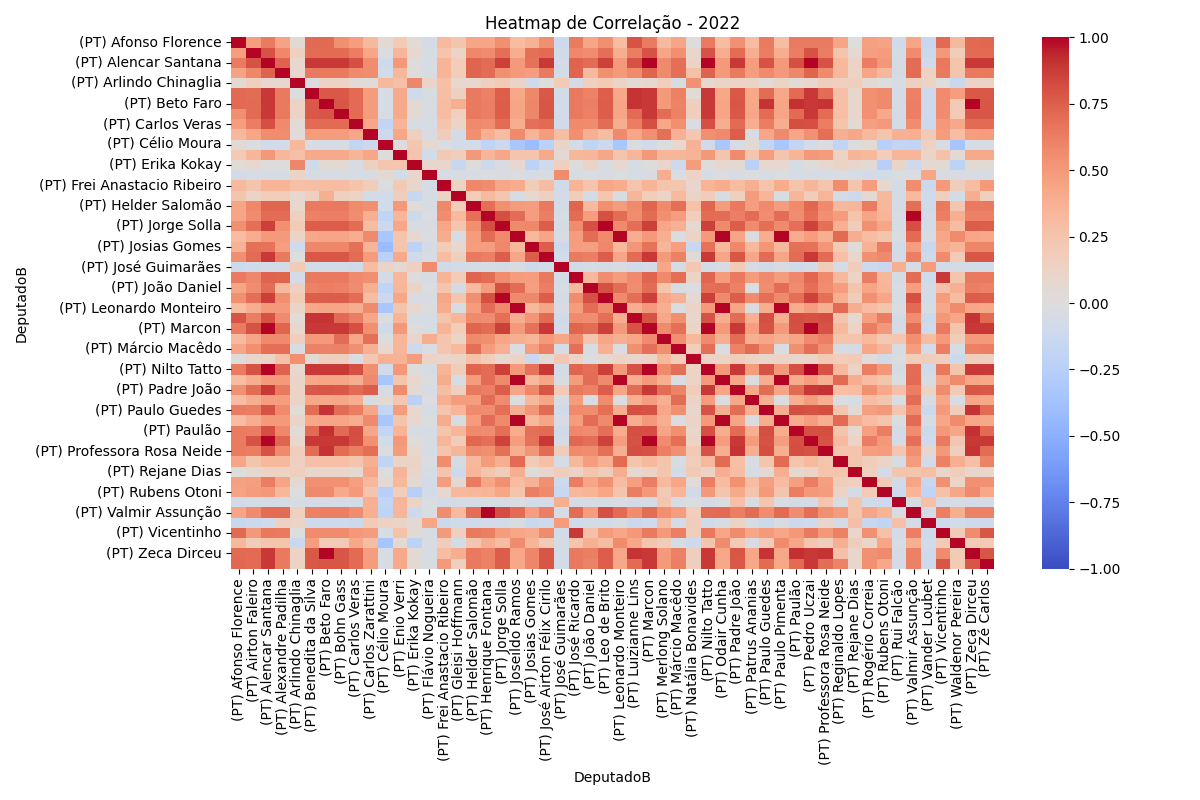 Heatmap de Correlação - 2022
DeputadoB
(PT) Afonso Florence
(PT) Alencar Santana
(PT) Arlindo Chinaglia
(PT) Beto Faro
(PT) Carlos Veras
(PT) Célio Moura
(PT) Erika Kokay
(PT) Frei Anastacio Ribeiro
(PT) Helder Salomão
(PT) Jorge Solla
(PT) Josias Gomes
(PT) José Guimarães
(PT) João Daniel
(PT) Leonardo Monteiro
(PT) Marcon
(PT) Márcio Macêdo
(PT) Nilto Tatto
(PT) Padre João
(PT) Paulo Guedes
(PT) Paulão
(PT) Professora Rosa Neide
(PT) Rejane Dias
(PT) Rubens Otoni
(PT) Valmir Assunção
(PT) Vicentinho
(PT) Zeca Dirceu
(PT) Afonso Florence
(PT) Airton Faleiro
(PT) Alencar Santana
(PT) Alexandre Padilha
(PT) Arlindo Chinaglia
(PT) Benedita da Silva
(PT) Beto Faro
(PT) Bohn Gass
(PT) Carlos Veras
(PT) Carlos Zarattini
(PT) Célio Moura
(PT) Enio Verri
(PT) Erika Kokay
(PT) Flávio Nogueira
(PT) Frei Anastacio Ribeiro
(PT) Gleisi Hoffmann
(PT) Helder Salomão
(PT) Henrique Fontana
(PT) Jorge Solla
(PT) Joseildo Ramos
(PT) Josias Gomes
(PT) José Airton Félix Cirilo
(PT) José Guimarães
(PT) José Ricardo
(PT) João Daniel
(PT) Leo de Brito
(PT) Leonardo Monteiro
(PT) Luizianne Lins
(PT) Marcon
(PT) Merlong Solano
(PT) Márcio Macêdo
(PT) Natália Bonavides
(PT) Nilto Tatto
(PT) Odair Cunha
(PT) Padre João
(PT) Patrus Ananias
(PT) Paulo Guedes
(PT) Paulo Pimenta
(PT) Paulão
(PT) Pedro Uczai
(PT) Professora Rosa Neide
(PT) Reginaldo Lopes
(PT) Rejane Dias
(PT) Rogério Correia
(PT) Rubens Otoni
(PT) Rui Falcão
(PT) Valmir Assunção
(PT) Vander Loubet
(PT) Vicentinho
(PT) Waldenor Pereira
(PT) Zeca Dirceu
(PT) Zé Carlos
DeputadoB
1.00
0.75
0.50
0.25
0.00
−0.25
−0.50
−0.75
−1.00